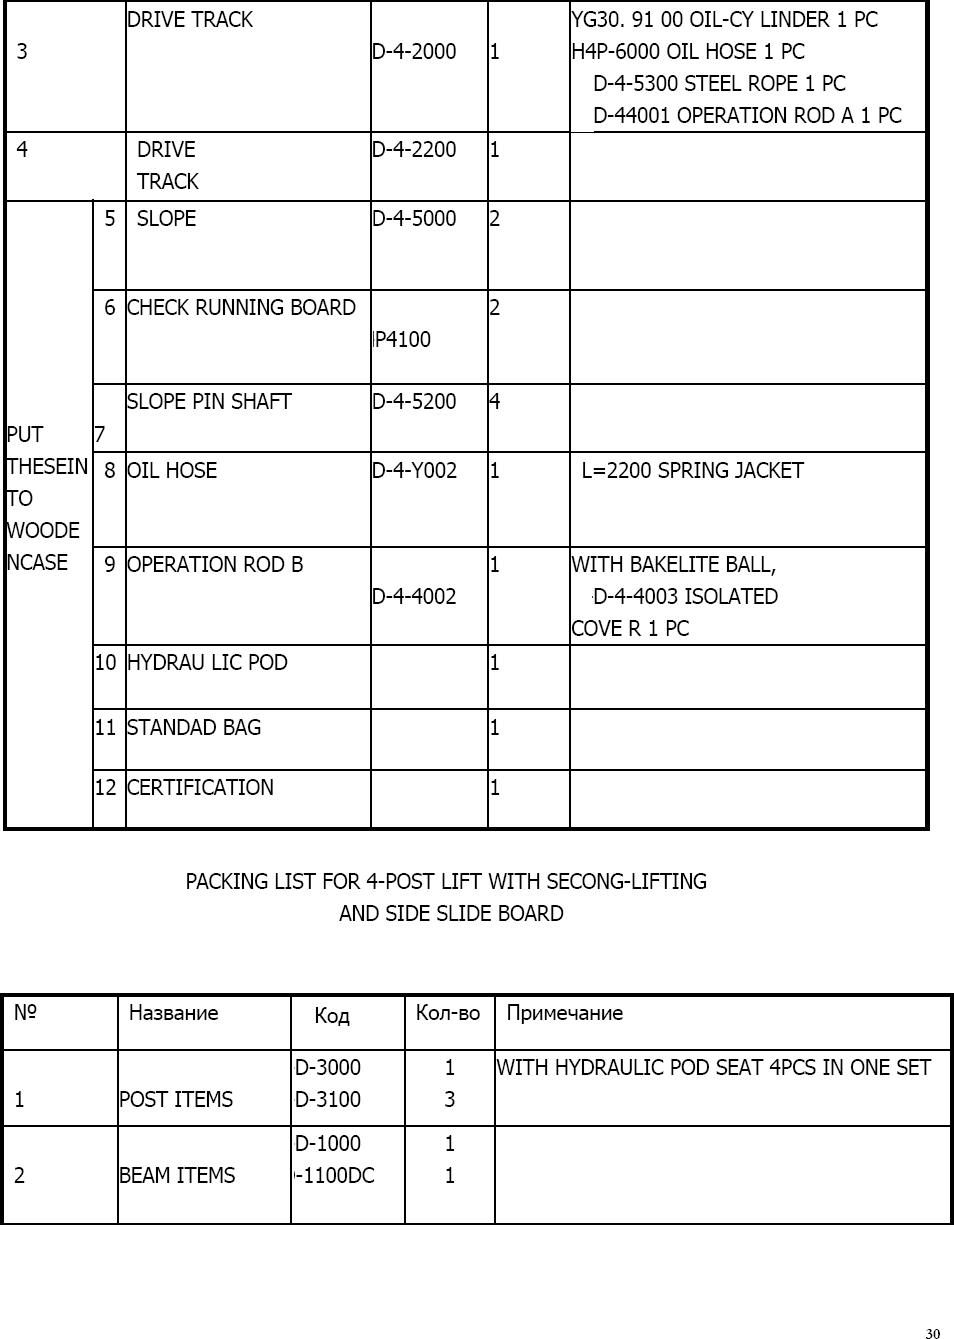 3 DRIVE TRACK D-4-2000 1 YG30. 91 00 OIL-CY LINDER 1 PC
H4P-6000 OIL HOSE 1 PC
D-4-5300 STEEL ROPE 1 PC
D-44001 OPERATION ROD A 1 PC
4 DRIVE D-4-2200 1
TRACK
PUT
THESEIN
TO
WOODE
NCASE
5 SLOPE D-4-5000 2
6 CHECK RUNNING BOARD 2
IP4100
SLOPE PIN SHAFT D-4-5200 4
7
8 OIL HOSE D-4-Y002 1 L=2200 SPRING JACKET
9 OPERATION ROD B 1 WITH BAKELITE BALL,
D-4-4002 D-4-4003 ISOLATED
COVE R 1 PC
10 HYDRAU LIC POD 1
11 STANDAD BAG 1
12 CERTIFICATION 1
PACKING LIST FOR 4-POST LIFT WITH SECONG-LIFTING
AND SIDE SLIDE BOARD
№ Название Код Кол-во Примечание
D-3000 1 WITH HYDRAULIC POD SEAT 4PCS IN ONE SET
1 POST ITEMS D-3100 3
D-1000 1
2 BEAM ITEMS -1100DC 1
30